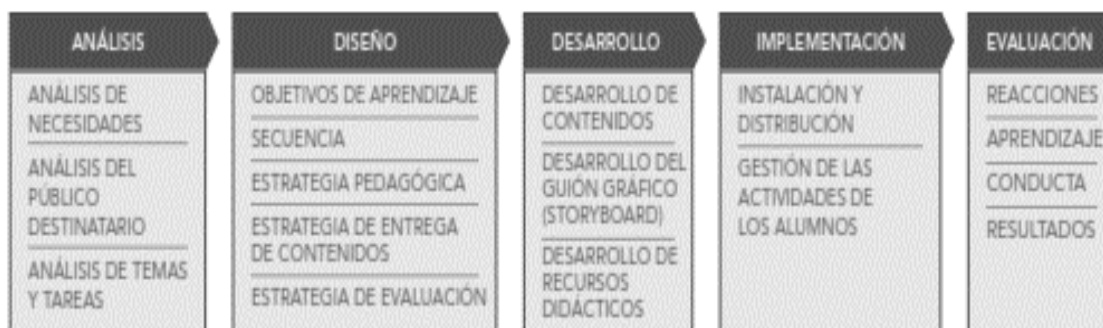 ANÁLISIS
ANÁLISIS DE
NECESIDADES
ANÁLISIS DEL
PÚBLICO
DESTINATARIO
ANÁLISIS DE TEMAS
Y TAREAS
DISEÑO
OBJETIVOS DE APRENDIZAJE
SECUENCIA
ESTRATEGIA PEDAGÓGICA
ESTRATEGIA DE ENTREGA
DE CONTENIDOS
ESTRATEGIA DE EVALUACIÓN
DESARROLLO
DESARROLLO DE
CONTENIDOS
DESARROLLO DEL
GUIÓN GRÁFICO
(STORYBOARD)
DESARROLLO DE
RECURSOS
DIDÁCTICOS
IMPLEMENTACIÓN
INSTALACIÓN Y
DISTRIBUCIÓN
GESTIÓN DE LAS
ACTIVIDADES DE
LOS ALUMNOS
EVALUACIÓN
REACCIONES
APRENDIZAJE
CONDUCTA
RESULTADOS